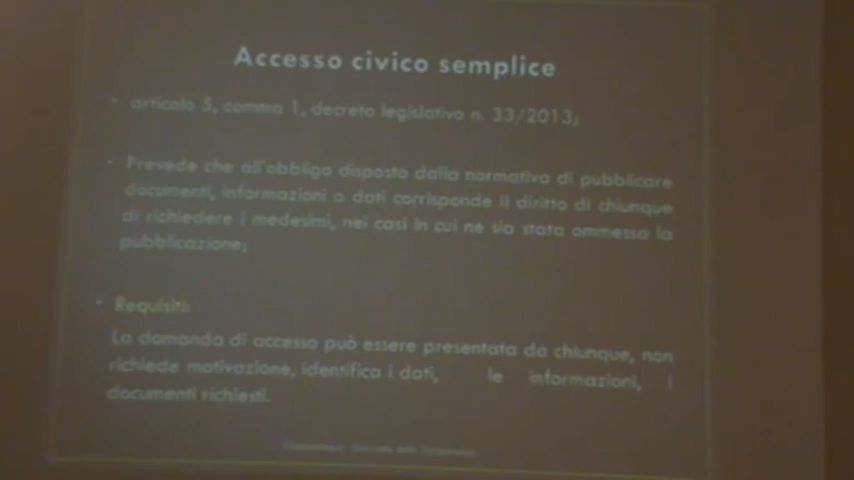 Accesso civico semplice
• articolo 5, comma 1, decreto legislativo n. 33/2013;
• Prevede che all'obbligo disposto dalla normativa di pubblicare
documenti, informazioni o dati corrisponde il diritto di chiunque
di richiedere i medesimi, nei casi in cui ne sia stata ommessa la
pubblicazione;
• Requisiti:
La domanda di accesso può essere presentata da chiunque, non
richiede motivazione, identifica i dati, le informazioni, i
documenti richiesti.